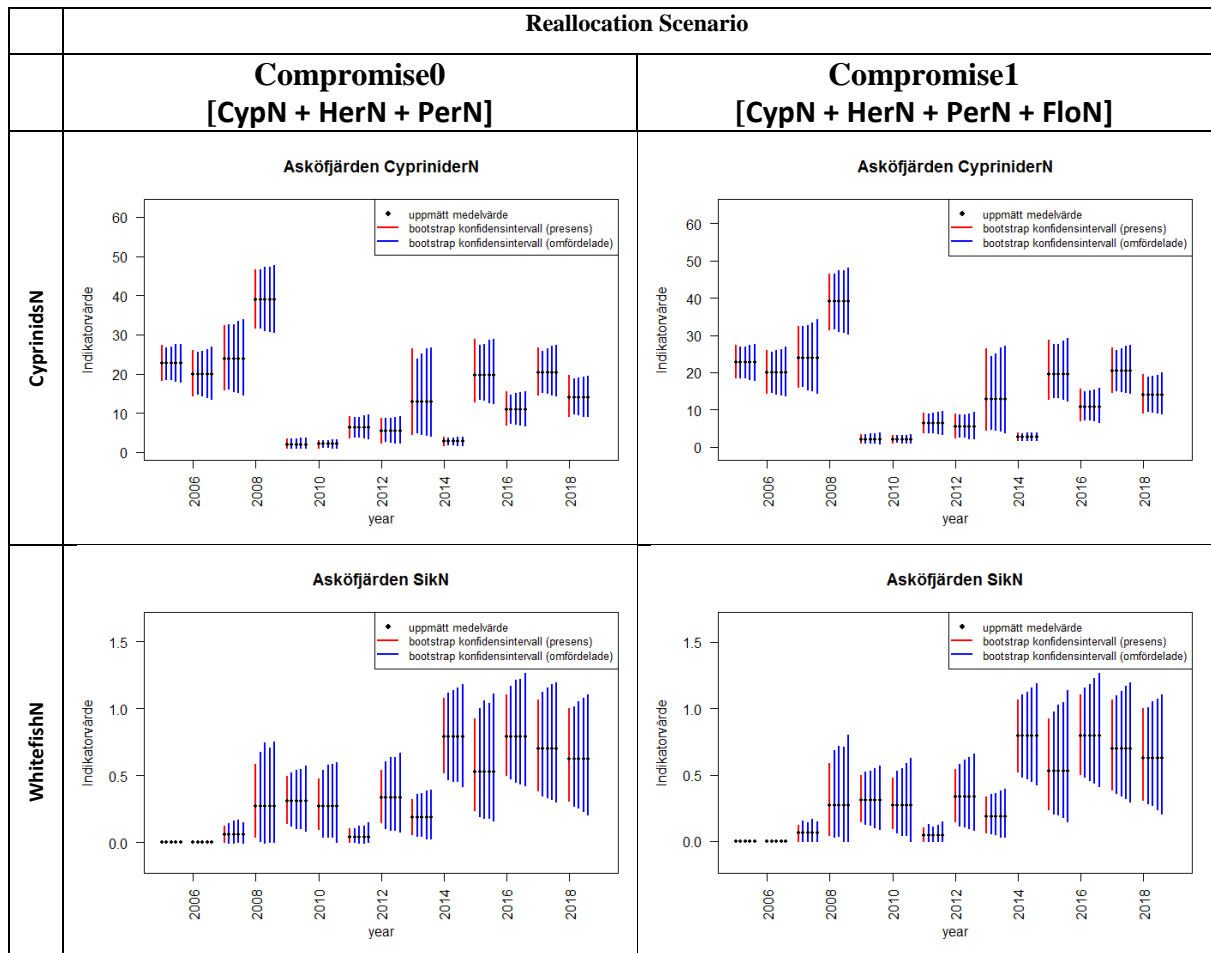 Reallocation Scenario
Compromise0
[CypN + HerN + PerN]
Compromise1
[CypN + HerN + PerN + FloN]
CyprinidsN
Asköfjärden CypriniderN
Indikatorvärde
60
50
40
30
20
10
0
uppmätt medelvärde
bootstrap konfidensintervall (presens)
bootstrap konfidensintervall (omfördelade)
2006
2008
2010
2012
2014
2016
2018
year
Asköfjärden CypriniderN
Indikatorvärde
60
50
40
30
20
10
0
uppmätt medelvärde
bootstrap konfidensintervall (presens)
bootstrap konfidensintervall (omfördelade)
2006
2008
2010
2012
2014
2016
2018
year
WhitefishN
Asköfjärden SikN
Indikatorvärde
1.5
1.0
0.5
0.0
uppmätt medelvärde
bootstrap konfidensintervall (presens)
bootstrap konfidensintervall (omfördelade)
2006
2008
2010
2012
2014
2016
2018
year
Asköfjärden SikN
Indikatorvärde
1.5
1.0
0.5
0.0
uppmätt medelvärde
bootstrap konfidensintervall (presens)
bootstrap konfidensintervall (omfördelade)
2006
2008
2010
2012
2014
2016
2018
year